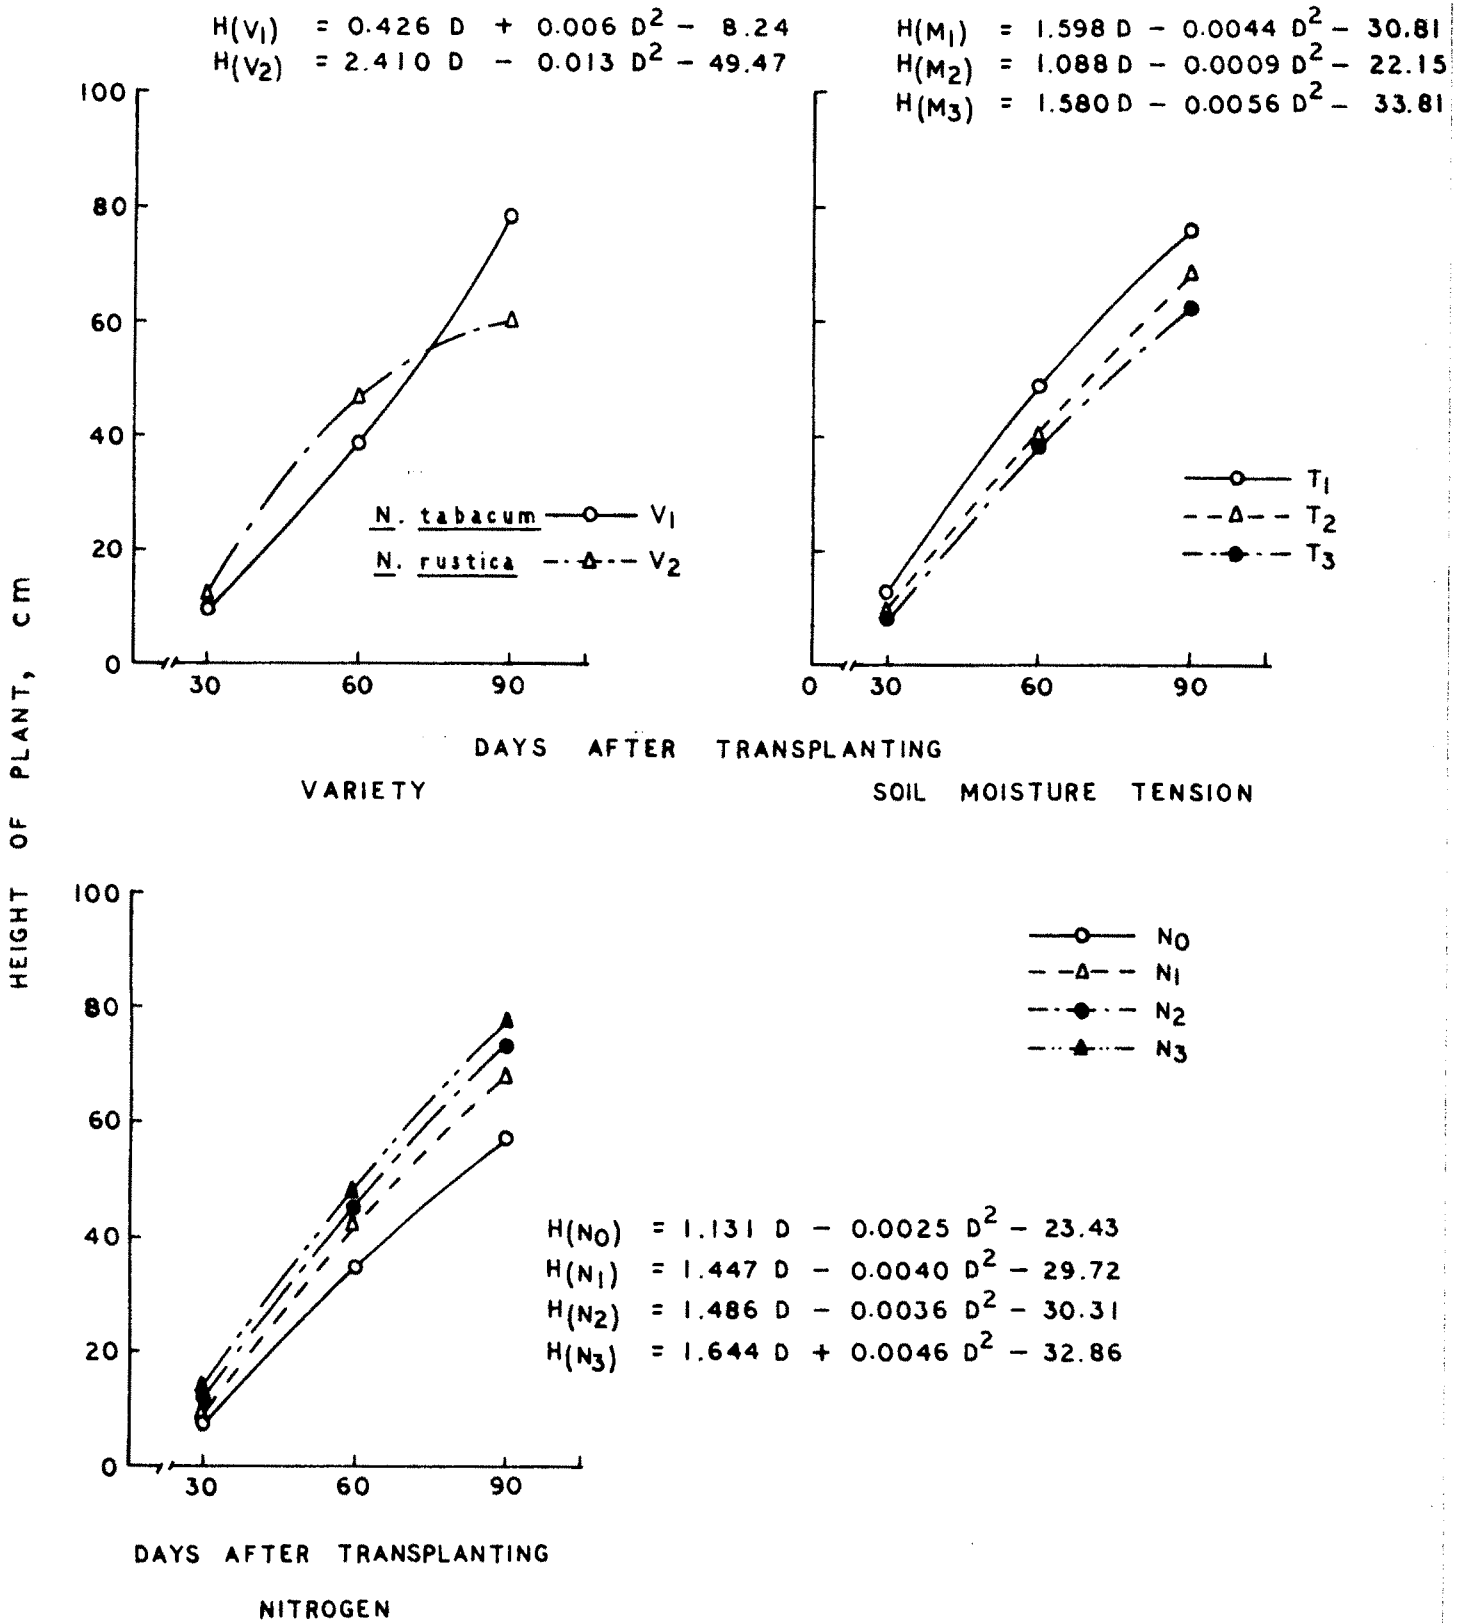 H(V1) = 0.426 D + 0.006 D² - 8.24
H(V2) = 2.410 D - 0.013 D² - 49.47
H(M1) = 1.598 D - 0.0044 D² - 30.81
H(M2) = 1.088 D - 0.0009 D² - 22.15
H(M3) = 1.580 D - 0.0056 D² - 33.81
100
80
60
40
20
0
30 60 90
N. tabacum V1
N. rustica V2
T1
T2
T3
0 30 60 90
DAYS AFTER TRANSPLANTING
VARIETY
SOIL MOISTURE TENSION
HEIGHT OF PLANT, cm
100
80
60
40
20
0
30 60 90
N0
N1
N2
N3
H(N0) = 1.131 D - 0.0025 D² - 23.43
H(N1) = 1.447 D - 0.0040 D² - 29.72
H(N2) = 1.486 D - 0.0036 D² - 30.31
H(N3) = 1.644 D + 0.0046 D² - 32.86
DAYS AFTER TRANSPLANTING
NITROGEN